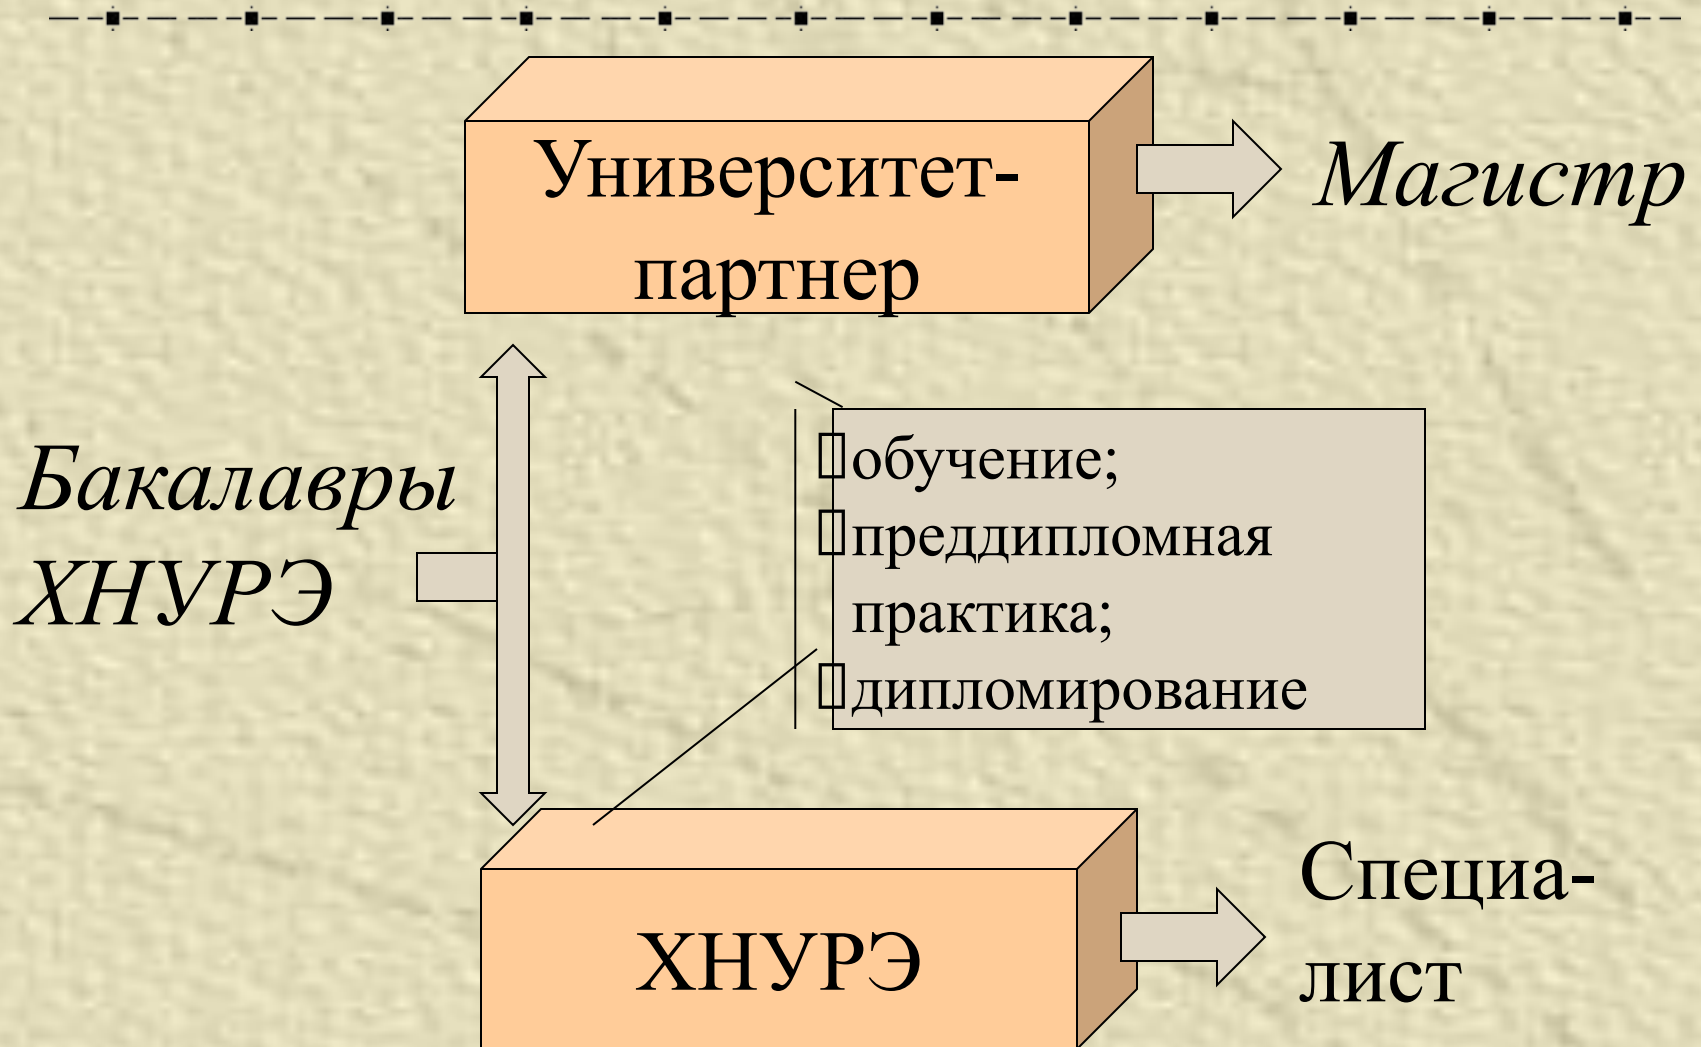 Университет-
партнер
Магистр
Бакалавры
ХНУРЭ
обучение;
преддипломная
практика;
дипломирование
ХНУРЭ
Специа-
лист